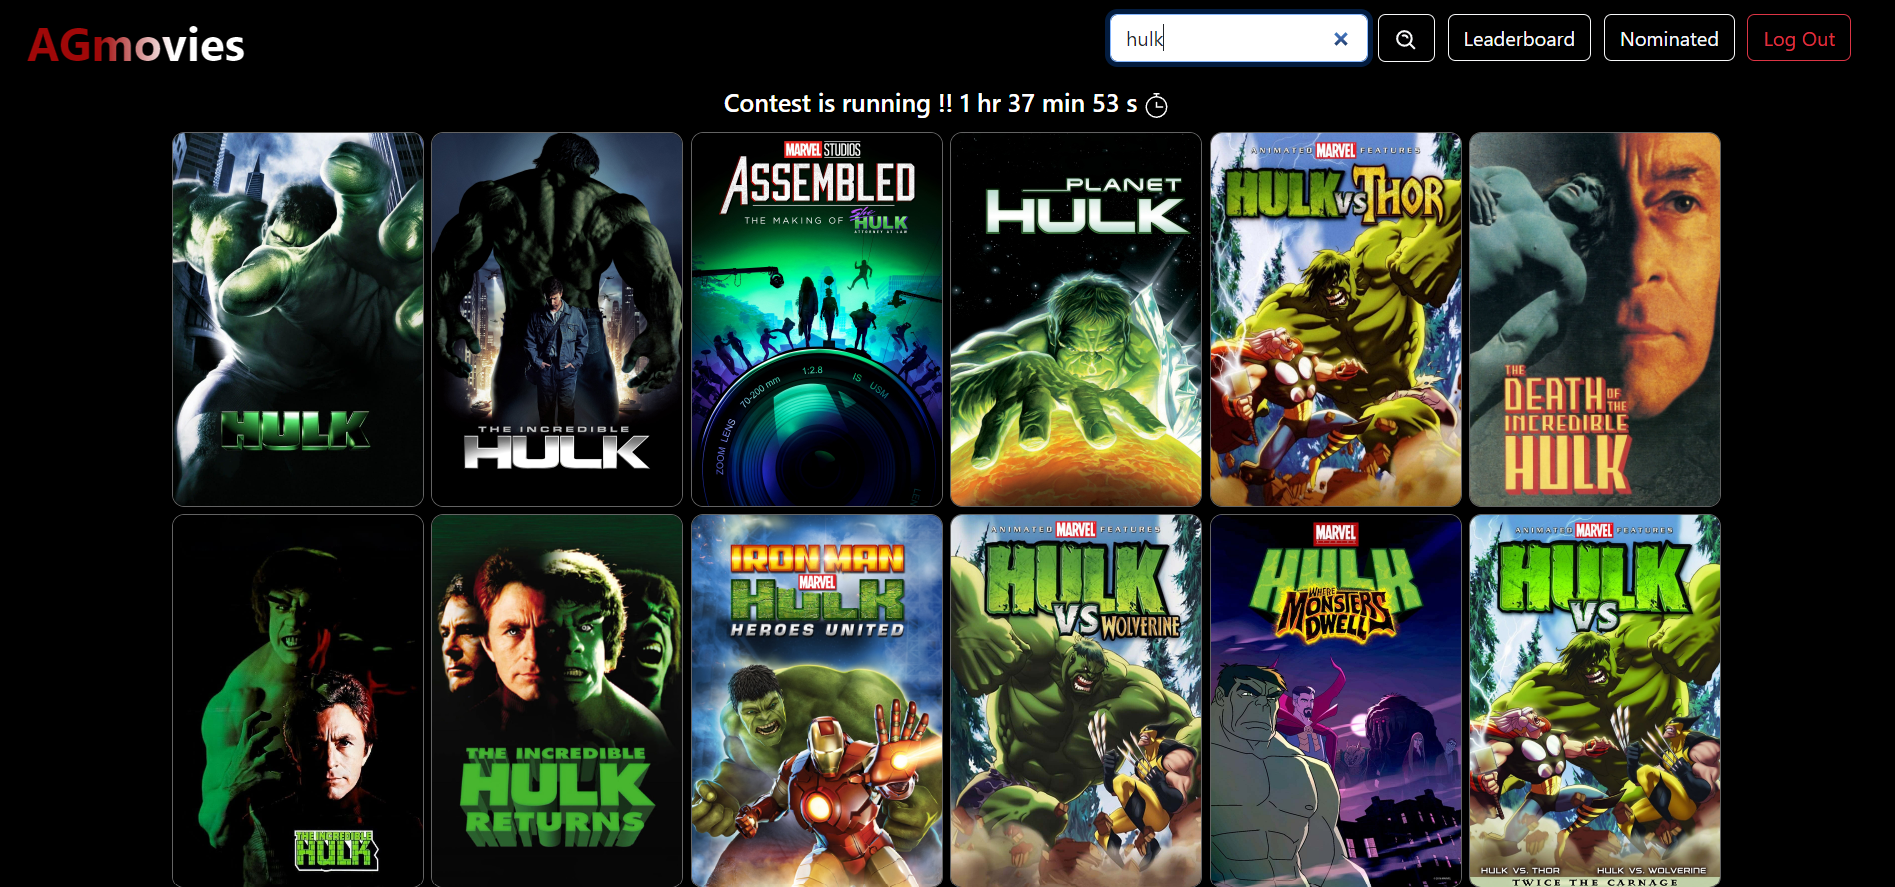 AGmovies
hulk
Leaderboard
Nominated
Log Out
Contest is running !! 1 hr 37 min 53 s
HULK
THE INCREDIBLE
HULK
MARVEL STUDIOS
ASSEMBLED
THE MAKING OF She HULK
ATTORNEY AT LAW
70-200 mm 1:2.8 IS USM
ZOOM LENS
PLANET
HULK
ANIMATED MARVEL FEATURES
HULK VS THOR
THE
DEATH OF THE
INCREDIBLE
HULK
THE INCREDIBLE
HULK
THE INCREDIBLE
HULK
RETURNS
IRON MAN
MARVEL
HULK
HEROES UNITED
ANIMATED MARVEL FEATURES
HULK
VS WOLVERINE
MARVEL
HULK
WHERE
MONSTERS
DWELL
ANIMATED MARVEL FEATURES
HULK
VS
HULK VS. THOR HULK VS. WOLVERINE
TWICE THE CARNAGE